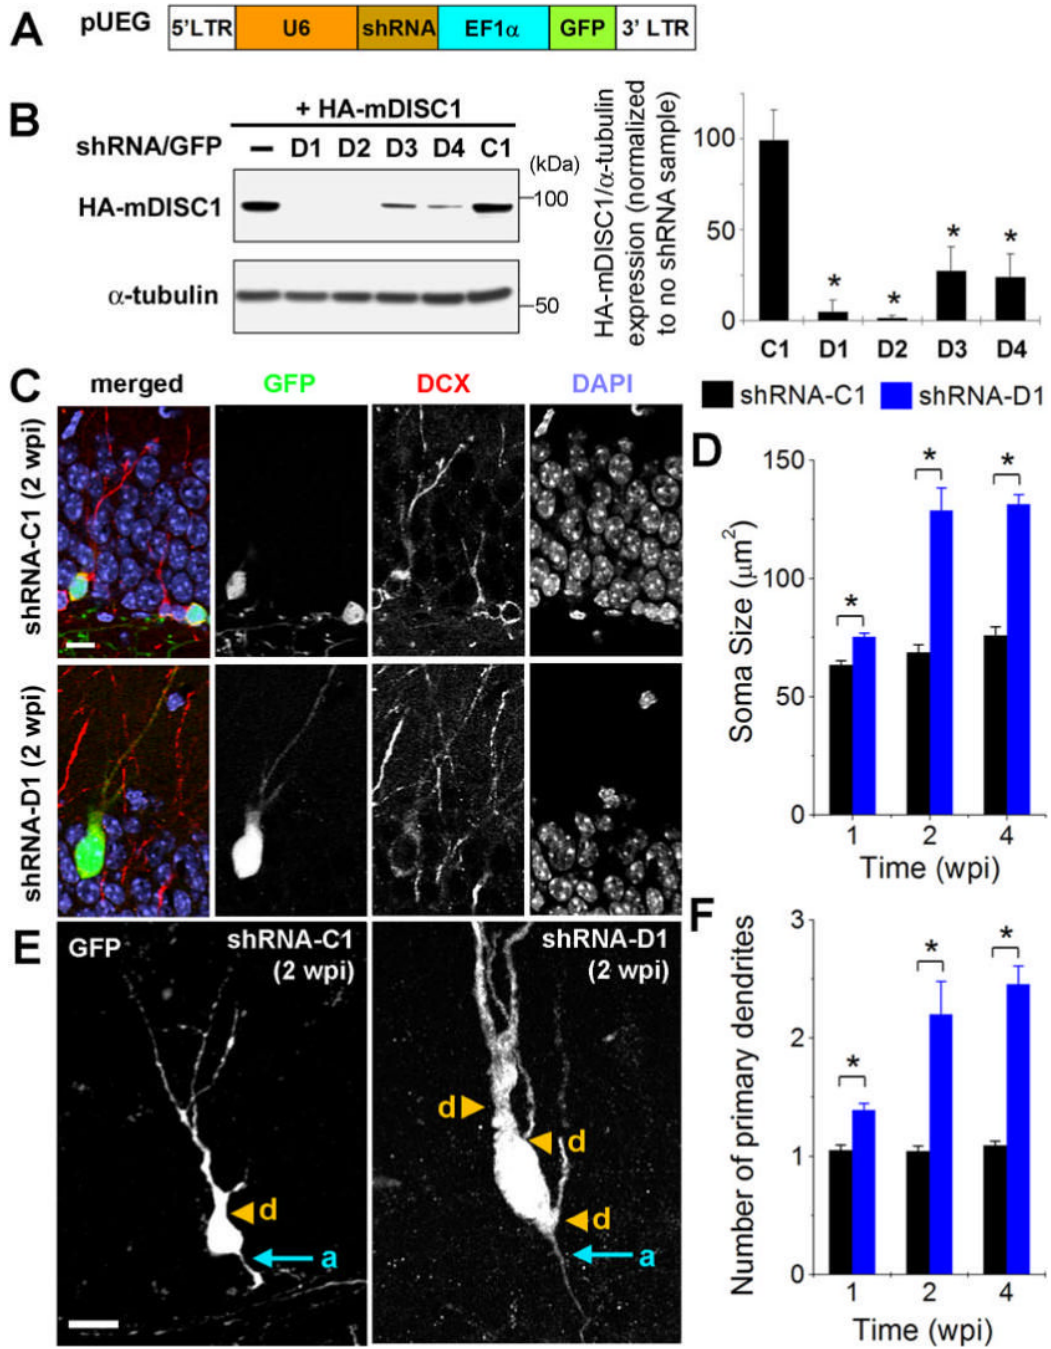 A
pUEG
5'LTR U6 shRNA EF1α GFP 3' LTR
B
+ HA-mDISC1
shRNA/GFP – D1 D2 D3 D4 C1
(kDa)
HA-mDISC1
100
α-tubulin
50
HA-mDISC1/α-tubulin
expression (normalized
to no shRNA sample)
100
50
0
* * * *
C1 D1 D2 D3 D4
C
merged GFP DCX DAPI
shRNA-C1 (2 wpi)
shRNA-D1 (2 wpi)
shRNA-C1 shRNA-D1
D
Soma Size (μm²)
150
100
50
0
* * *
1 2 4
Time (wpi)
E
GFP
shRNA-C1
(2 wpi)
d
a
shRNA-D1
(2 wpi)
d
d
d
a
F
Number of primary dendrites
3
2
1
0
* * *
1 2 4
Time (wpi)